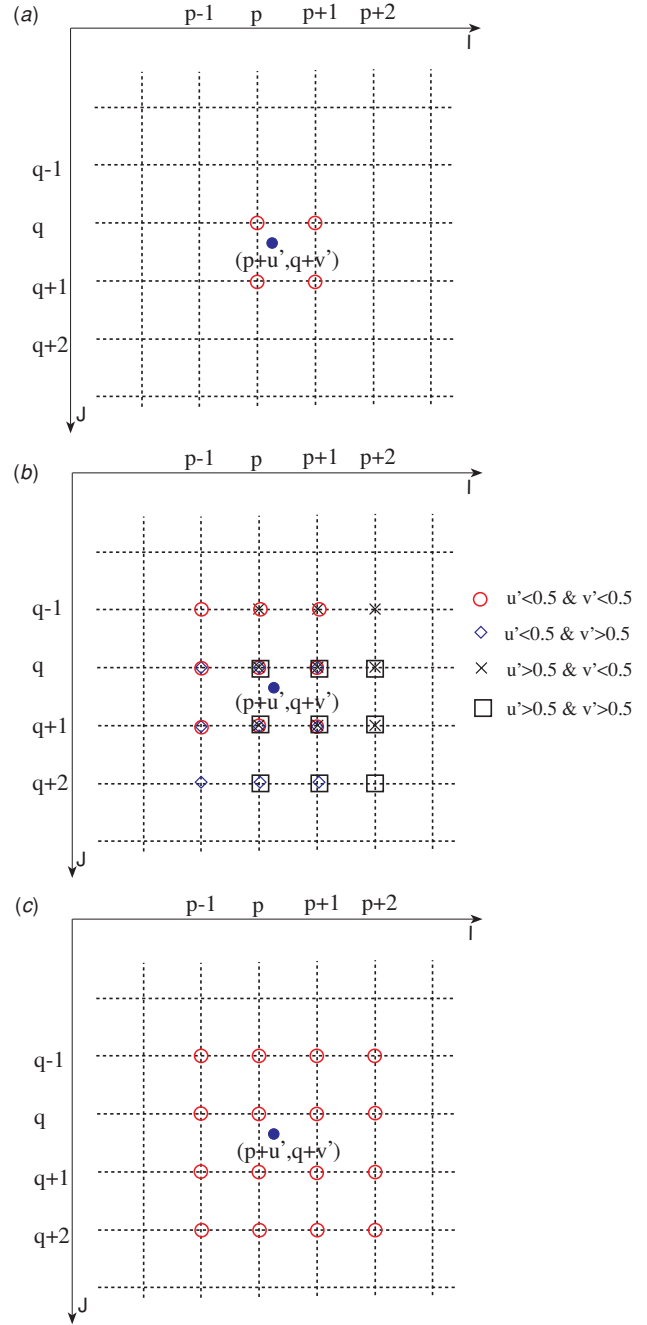 (a)
p-1 p p+1 p+2
I
q-1
q
(p+u',q+v')
q+1
q+2
J
(b)
p-1 p p+1 p+2
I
u'<0.5 & v'<0.5
q-1
u'<0.5 & v'>0.5
q
u'>0.5 & v'<0.5
(p+u',q+v')
u'>0.5 & v'>0.5
q+1
q+2
J
(c)
p-1 p p+1 p+2
I
q-1
q
(p+u',q+v')
q+1
q+2
J